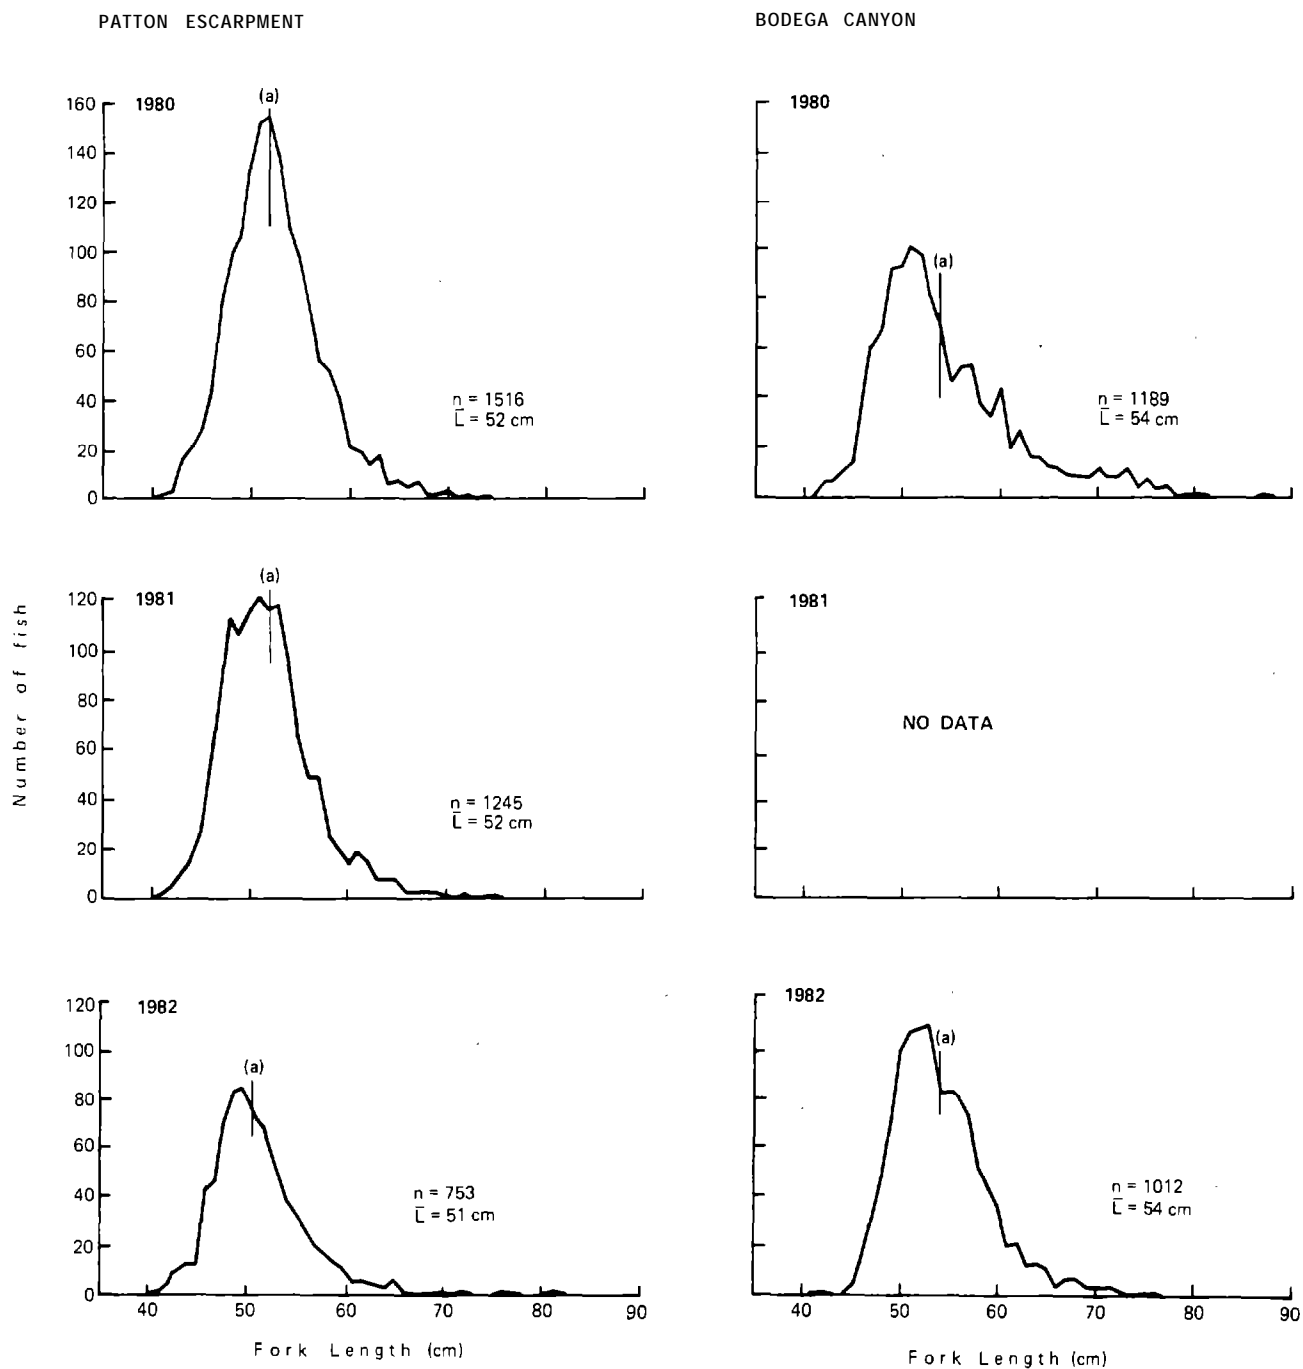 PATTON ESCARPMENT
BODEGA CANYON
160
140
120
100
80
60
40
20
0
1980
(a)
n = 1516
L̄ = 52 cm
1980
(a)
n = 1189
L̄ = 54 cm
Number of fish
120
100
80
60
40
20
0
1981
(a)
n = 1245
L̄ = 52 cm
1981
NO DATA
120
100
80
60
40
20
0
1982
(a)
n = 753
L̄ = 51 cm
40 50 60 70 80 90
Fork Length (cm)
1982
(a)
n = 1012
L̄ = 54 cm
40 50 60 70 80 90
Fork Length (cm)